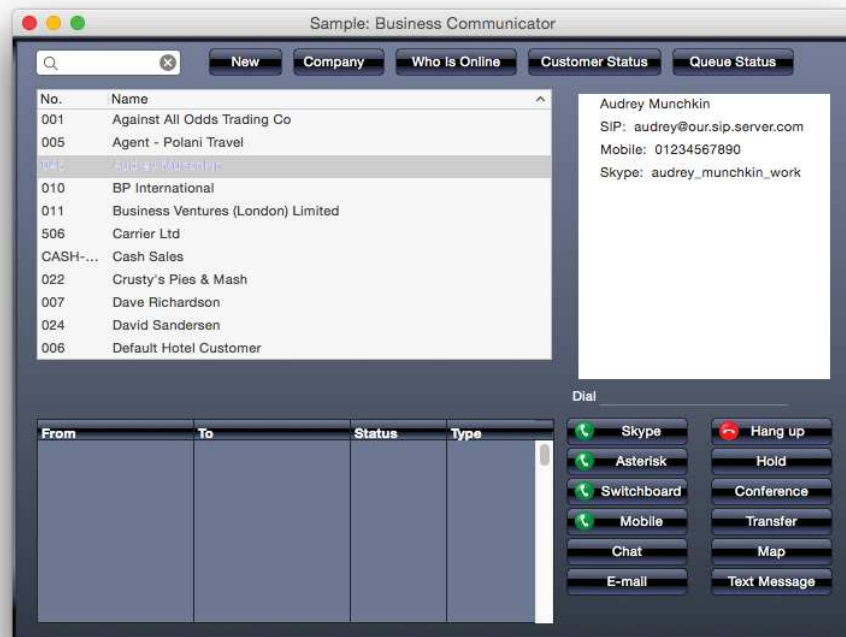 Sample: Business Communicator
New Company Who Is Online Customer Status Queue Status
No. Name
001 Against All Odds Trading Co
005 Agent - Polani Travel
Audrey Munchkin
010 BP International
011 Business Ventures (London) Limited
506 Carrier Ltd
CASH-... Cash Sales
022 Crusty's Pies & Mash
007 Dave Richardson
024 David Sandersen
006 Default Hotel Customer
Audrey Munchkin
SIP: audrey@our.sip.server.com
Mobile: 01234567890
Skype: audrey_munchkin_work
Dial
From To Status Type
Skype Hang up
Asterisk Hold
Switchboard Conference
Mobile Transfer
Chat Map
E-mail Text Message